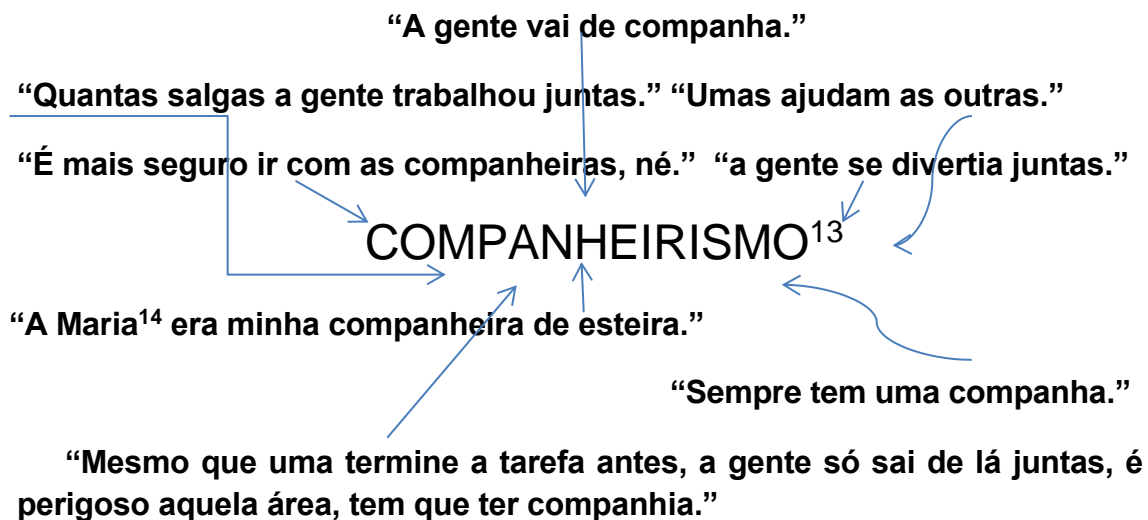 “A gente vai de companha.”
“Quantas salgas a gente trabalhou juntas.” “Umas ajudam as outras.”
“É mais seguro ir com as companheiras, né.” “a gente se divertia juntas.”
COMPANHEIRISMO¹³
“A Maria¹⁴ era minha companheira de esteira.”
“Sempre tem uma companha.”
“Mesmo que uma termine a tarefa antes, a gente só sai de lá juntas, é
perigoso aquela área, tem que ter companhia.”